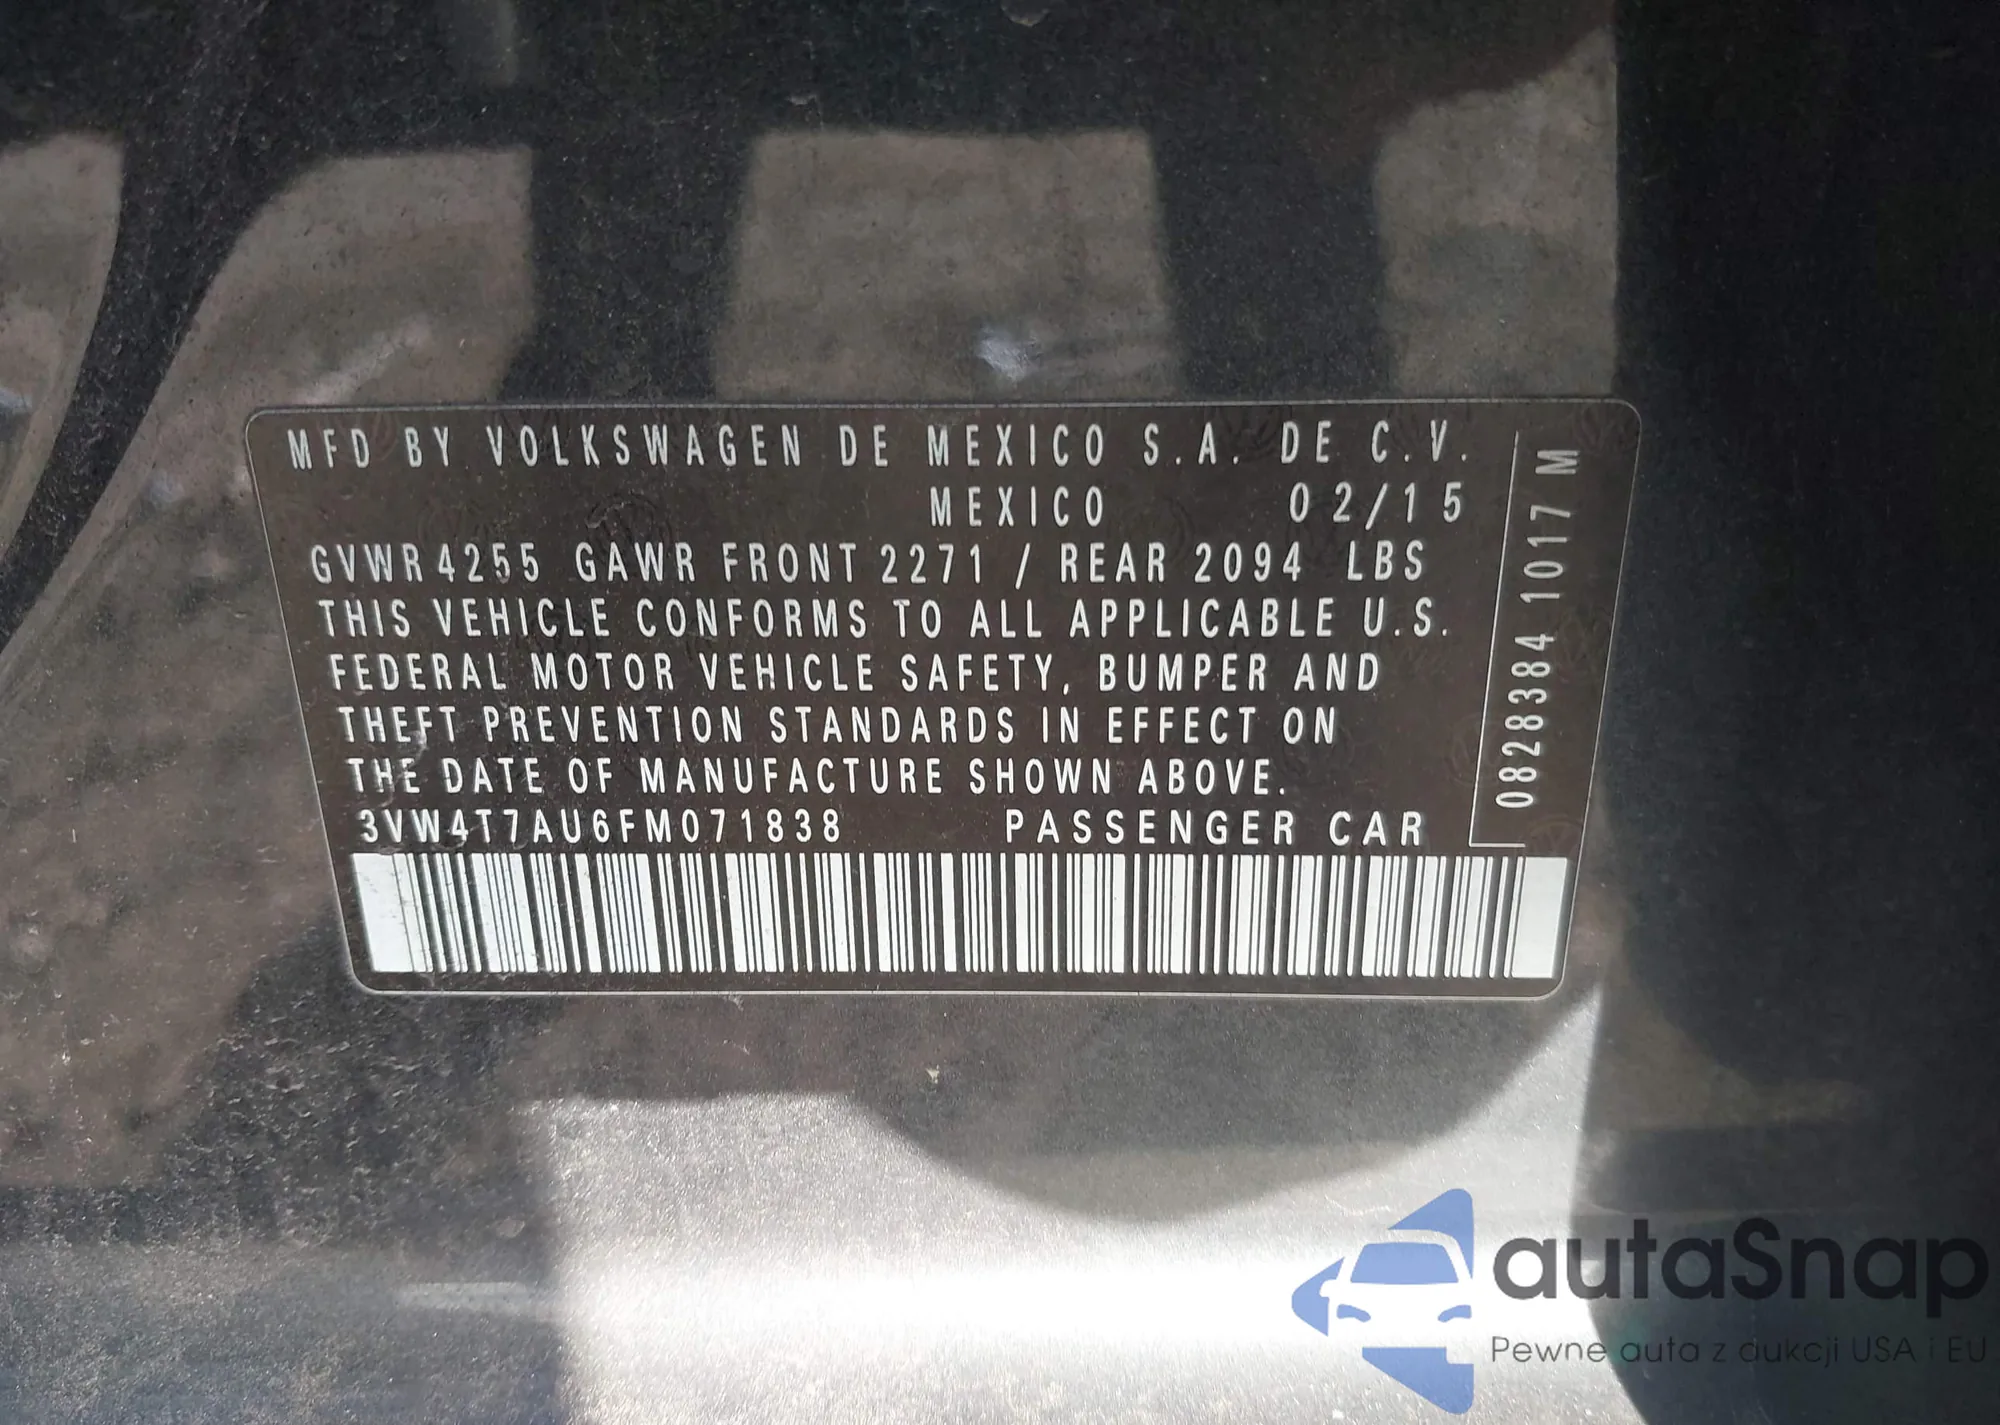 MFD BY VOLKSWAGEN DE MEXICO S.A. DE C.V.
MEXICO 02/15
GVWR 4255 GAWR FRONT 2271 / REAR 2094 LBS
THIS VEHICLE CONFORMS TO ALL APPLICABLE U.S.
FEDERAL MOTOR VEHICLE SAFETY, BUMPER AND
THEFT PREVENTION STANDARDS IN EFFECT ON
THE DATE OF MANUFACTURE SHOWN ABOVE.
3VW4T7AU6FM071838 PASSENGER CAR
0828384 1017 M
autaSnap
Pewne auta z aukcji USA i EU